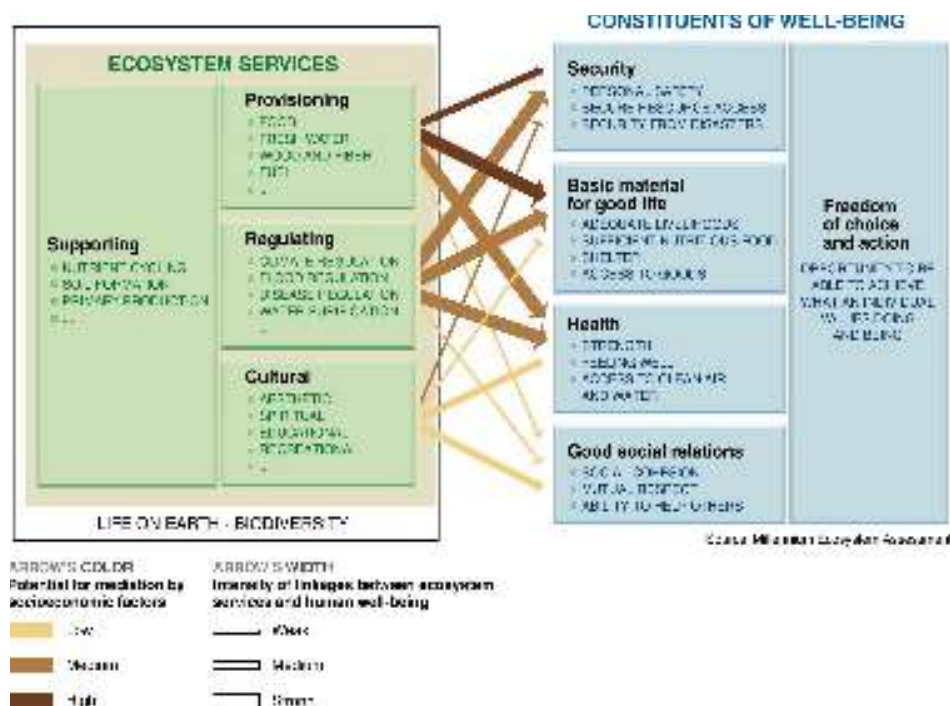 CONSTITUENTS OF WELL-BEING
ECOSYSTEM SERVICES
Supporting
NUTRIENT CYCLING
SOIL FORMATION
PRIMARY PRODUCTION
...
Provisioning
FOOD
FRESH WATER
WOOD AND FIBER
FUEL
...
Regulating
CLIMATE REGULATION
FLOOD REGULATION
DISEASE REGULATION
WATER PURIFICATION
...
Cultural
AESTHETIC
SPIRITUAL
EDUCATIONAL
RECREATIONAL
...
LIFE ON EARTH - BIODIVERSITY
Security
PERSONAL SAFETY
SECURE RESOURCE ACCESS
SECURITY FROM DISASTERS
Basic material
for good life
ADEQUATE LIVELIHOODS
SUFFICIENT NUTRITIOUS FOOD
SHELTER
ACCESS TO GOODS
Health
STRENGTH
FEELING WELL
ACCESS TO CLEAN AIR
AND WATER
Good social relations
SOCIAL COHESION
MUTUAL RESPECT
ABILITY TO HELP OTHERS
Freedom
of choice
and action
OPPORTUNITY TO BE
ABLE TO ACHIEVE
WHAT AN INDIVIDUAL
VALUES DOING
AND BEING
Source: Millennium Ecosystem Assessment
ARROW'S COLOR
Potential for mediation by
socioeconomic factors
Low
Medium
High
ARROW'S WIDTH
Intensity of linkages between ecosystem
services and human well-being
Weak
Medium
Strong